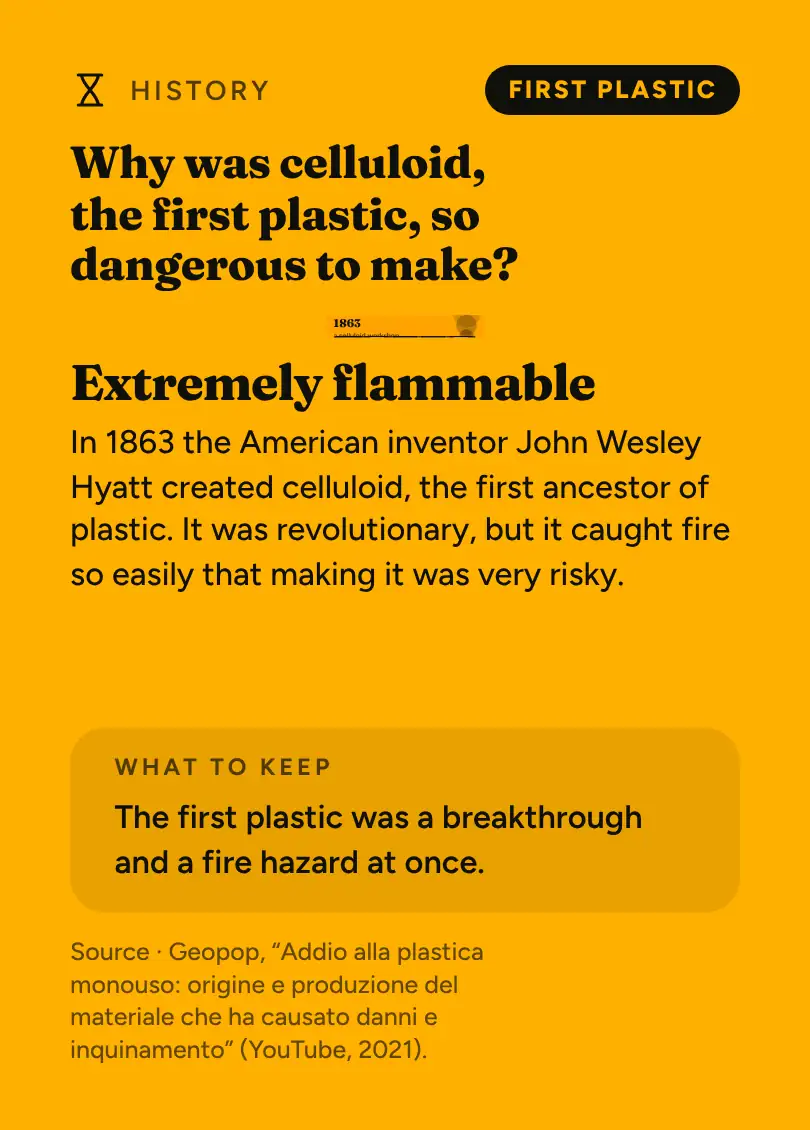 HISTORY
FIRST PLASTIC
Why was celluloid,
the first plastic, so
dangerous to make?
1863
a celluloid workshop
Extremely flammable
In 1863 the American inventor John Wesley
Hyatt created celluloid, the first ancestor of
plastic. It was revolutionary, but it caught fire
so easily that making it was very risky.
WHAT TO KEEP
The first plastic was a breakthrough
and a fire hazard at once.
Source · Geopop, “Addio alla plastica
monouso: origine e produzione del
materiale che ha causato danni e
inquinamento” (YouTube, 2021).